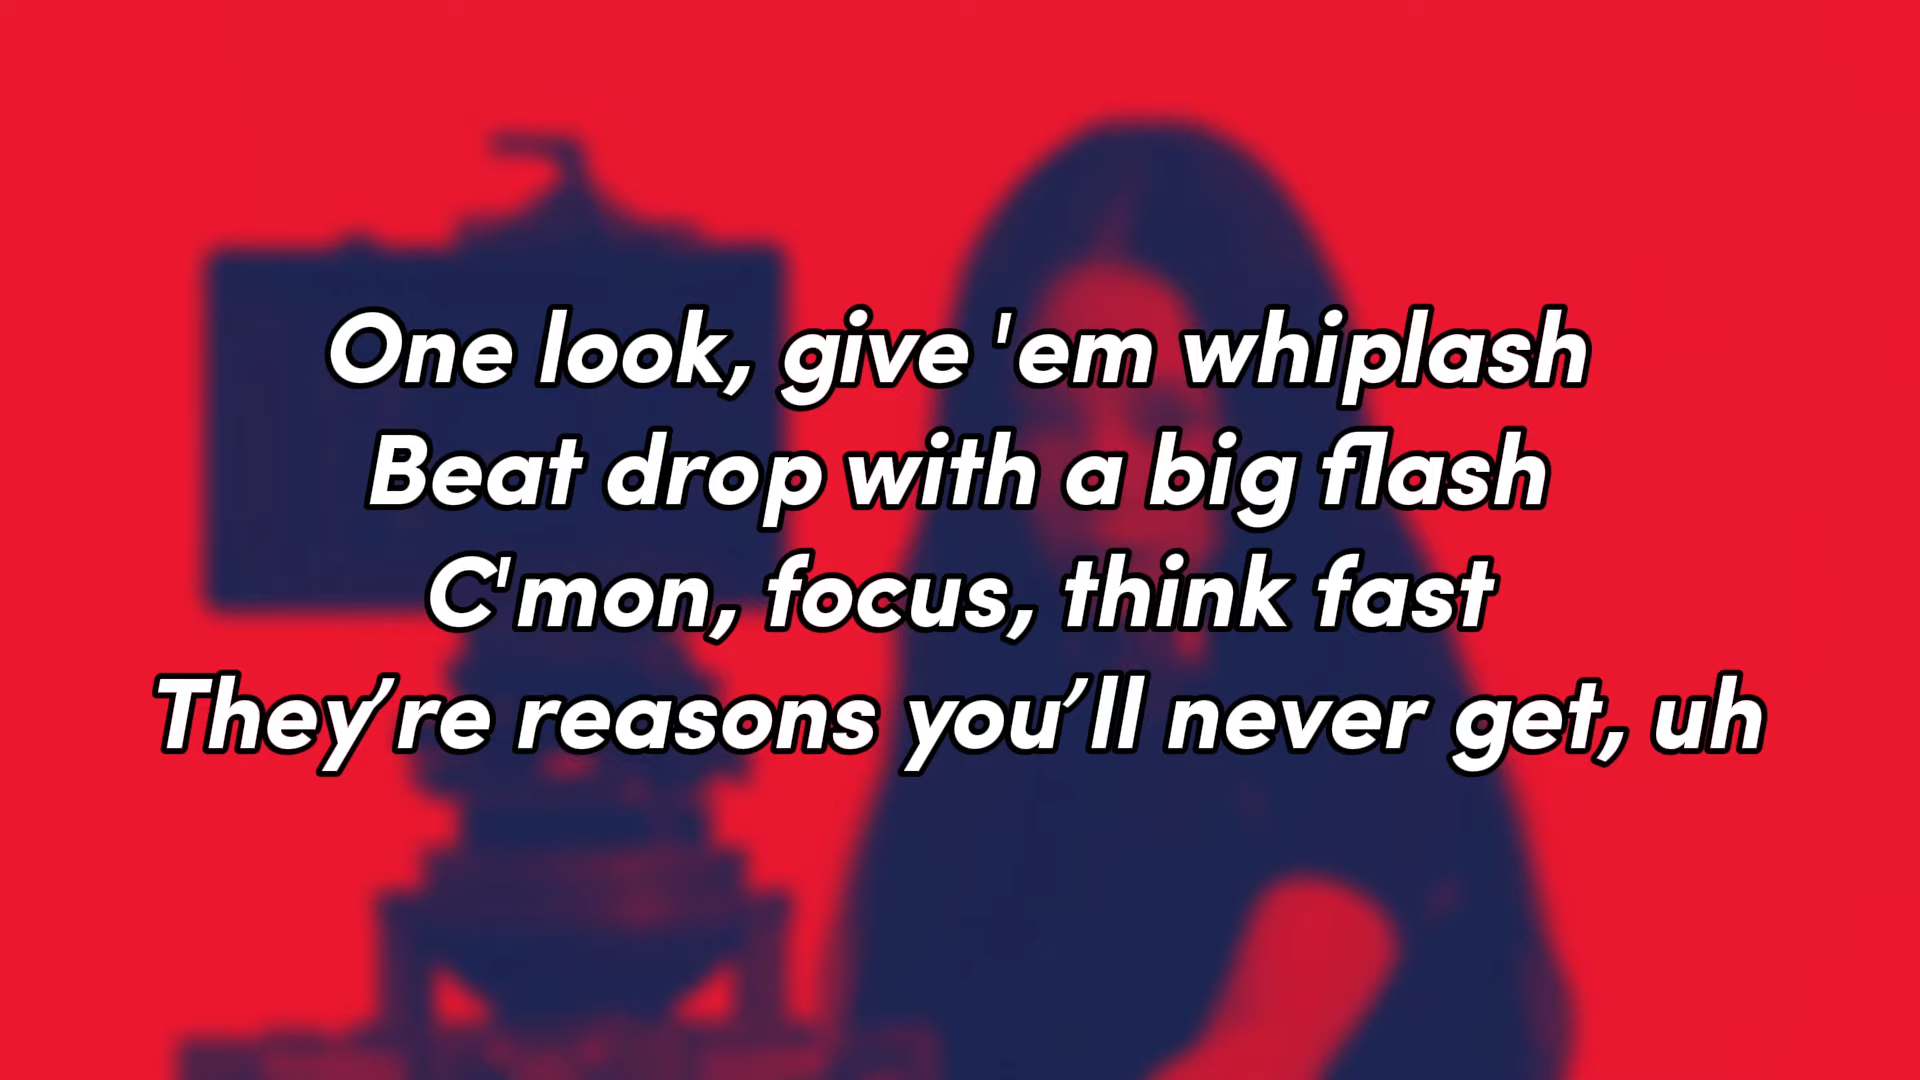 One look, give 'em whiplash
Beat drop with a big flash
C'mon, focus, think fast
They’re reasons you’ll never get, uh